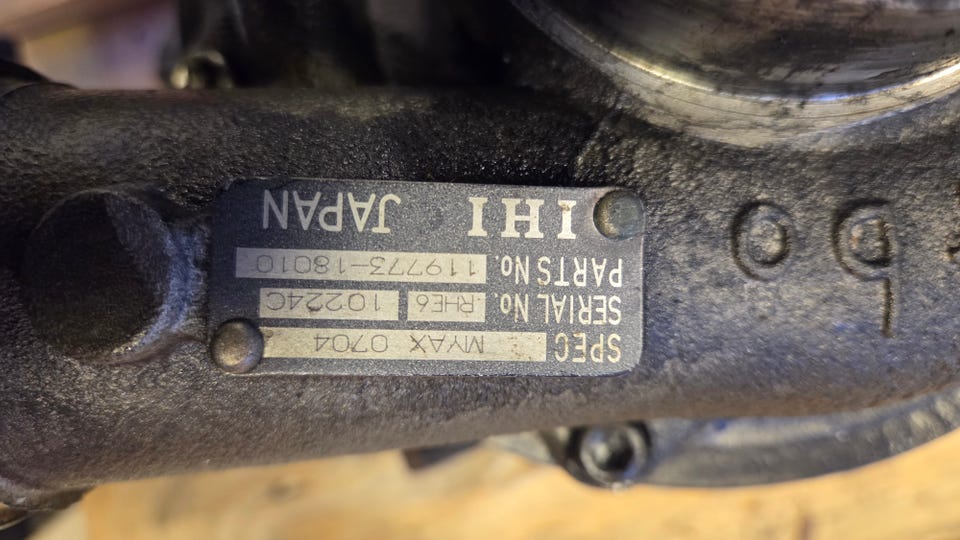 IHI JAPAN
PARTS No. 119773-18010
SERIAL No. RHE6 10224C
SPEC MYAX 0704